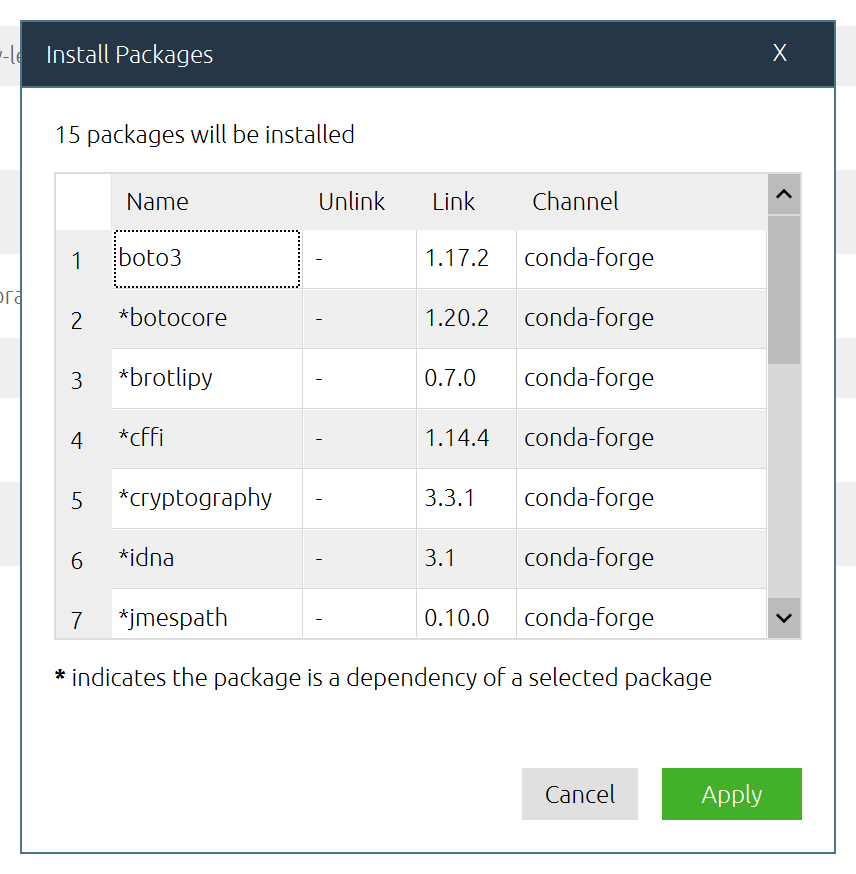 Install Packages X
15 packages will be installed
Name Unlink Link Channel
1 boto3 - 1.17.2 conda-forge
2 *botocore - 1.20.2 conda-forge
3 *brotlipy - 0.7.0 conda-forge
4 *cffi - 1.14.4 conda-forge
5 *cryptography - 3.3.1 conda-forge
6 *idna - 3.1 conda-forge
7 *jmespath - 0.10.0 conda-forge
* indicates the package is a dependency of a selected package
Cancel Apply